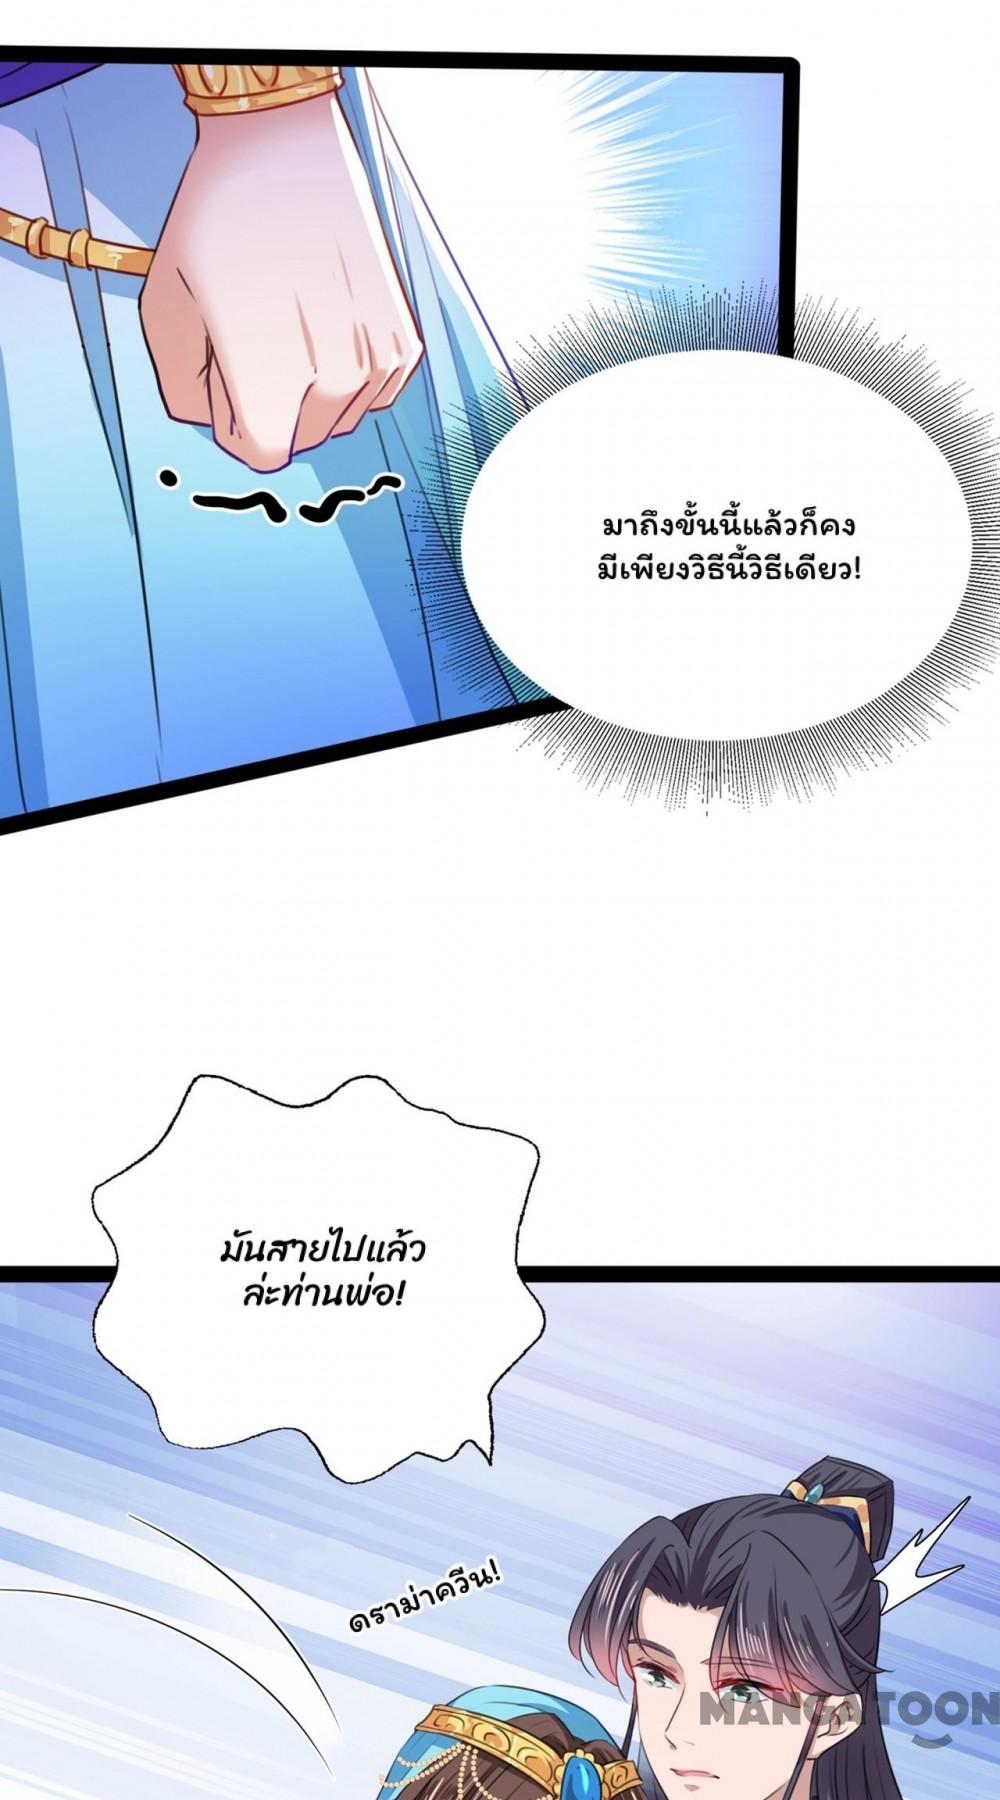 มาถึงขั้นนี้แล้วก็คง
มีเพียงวิธีนี้วิธีเดียว!
มันสายไปแล้ว
ล่ะท่านพ่อ!
ดราม่าควีน!
MANGATOON